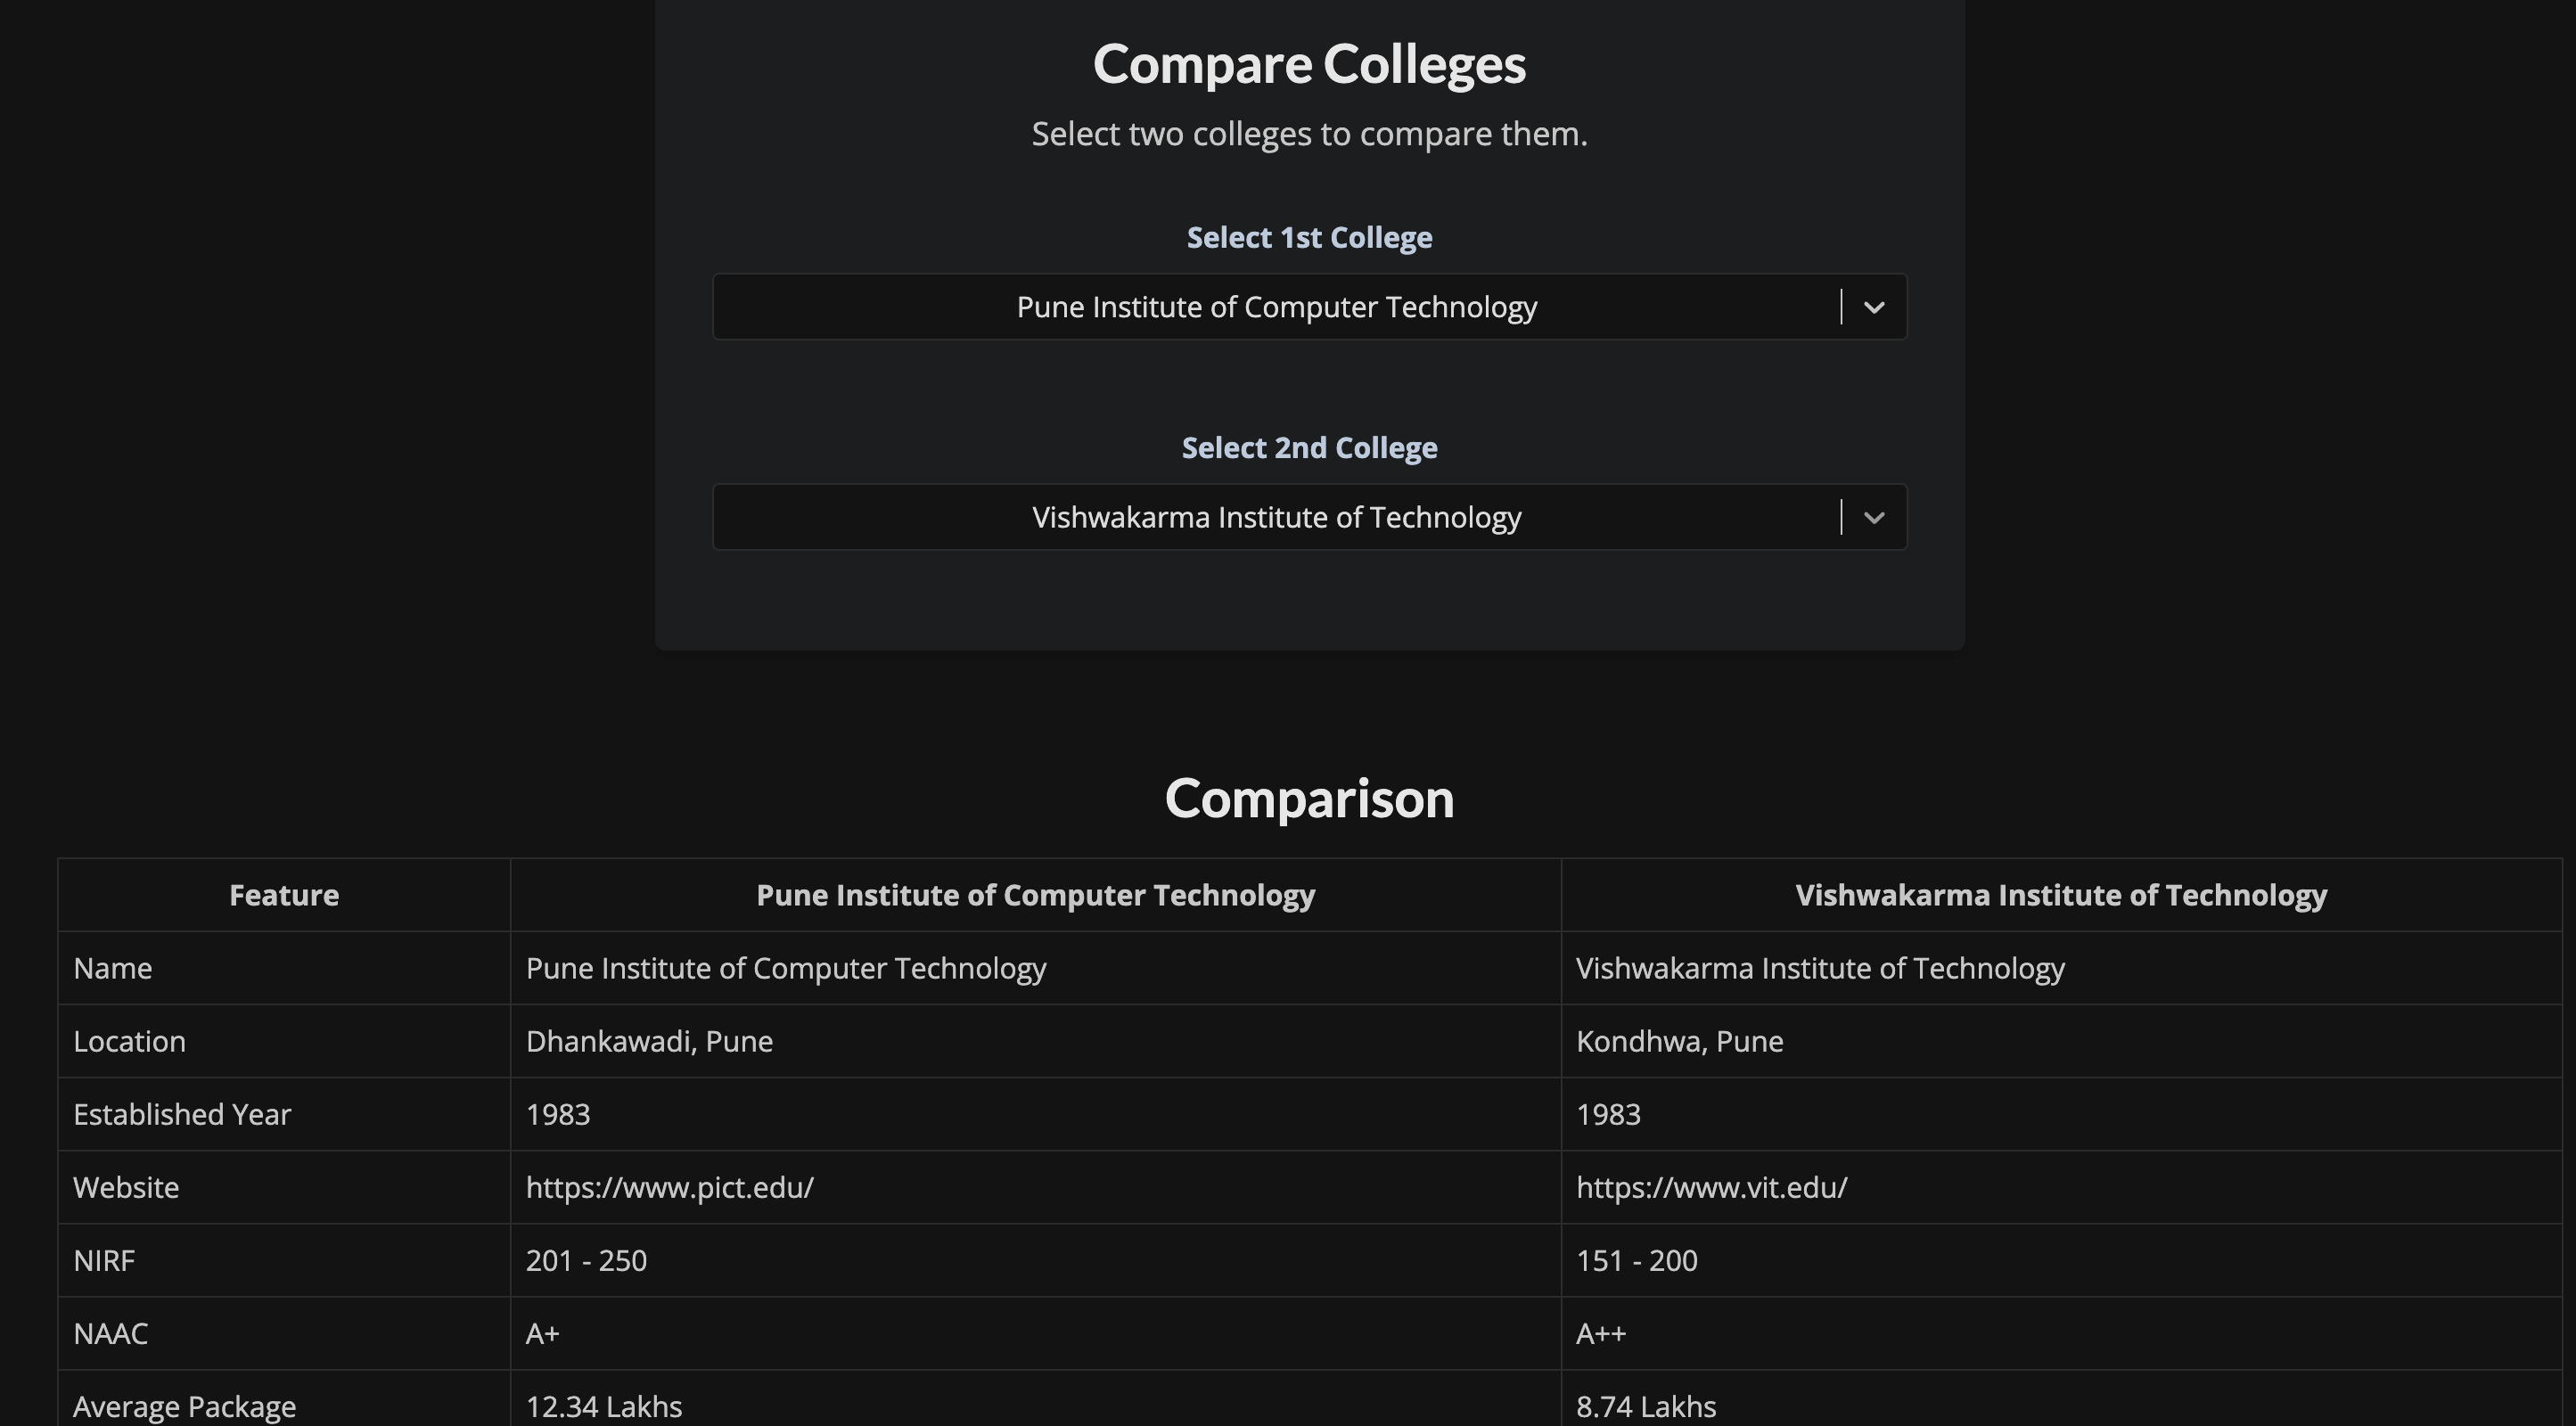 Compare Colleges
Select two colleges to compare them.
Select 1st College
Pune Institute of Computer Technology
Select 2nd College
Vishwakarma Institute of Technology
Comparison
Feature Pune Institute of Computer Technology Vishwakarma Institute of Technology
Name Pune Institute of Computer Technology Vishwakarma Institute of Technology
Location Dhankawadi, Pune Kondhwa, Pune
Established Year 1983 1983
Website https://www.pict.edu/ https://www.vit.edu/
NIRF 201 - 250 151 - 200
NAAC A+ A++
Average Package 12.34 Lakhs 8.74 Lakhs